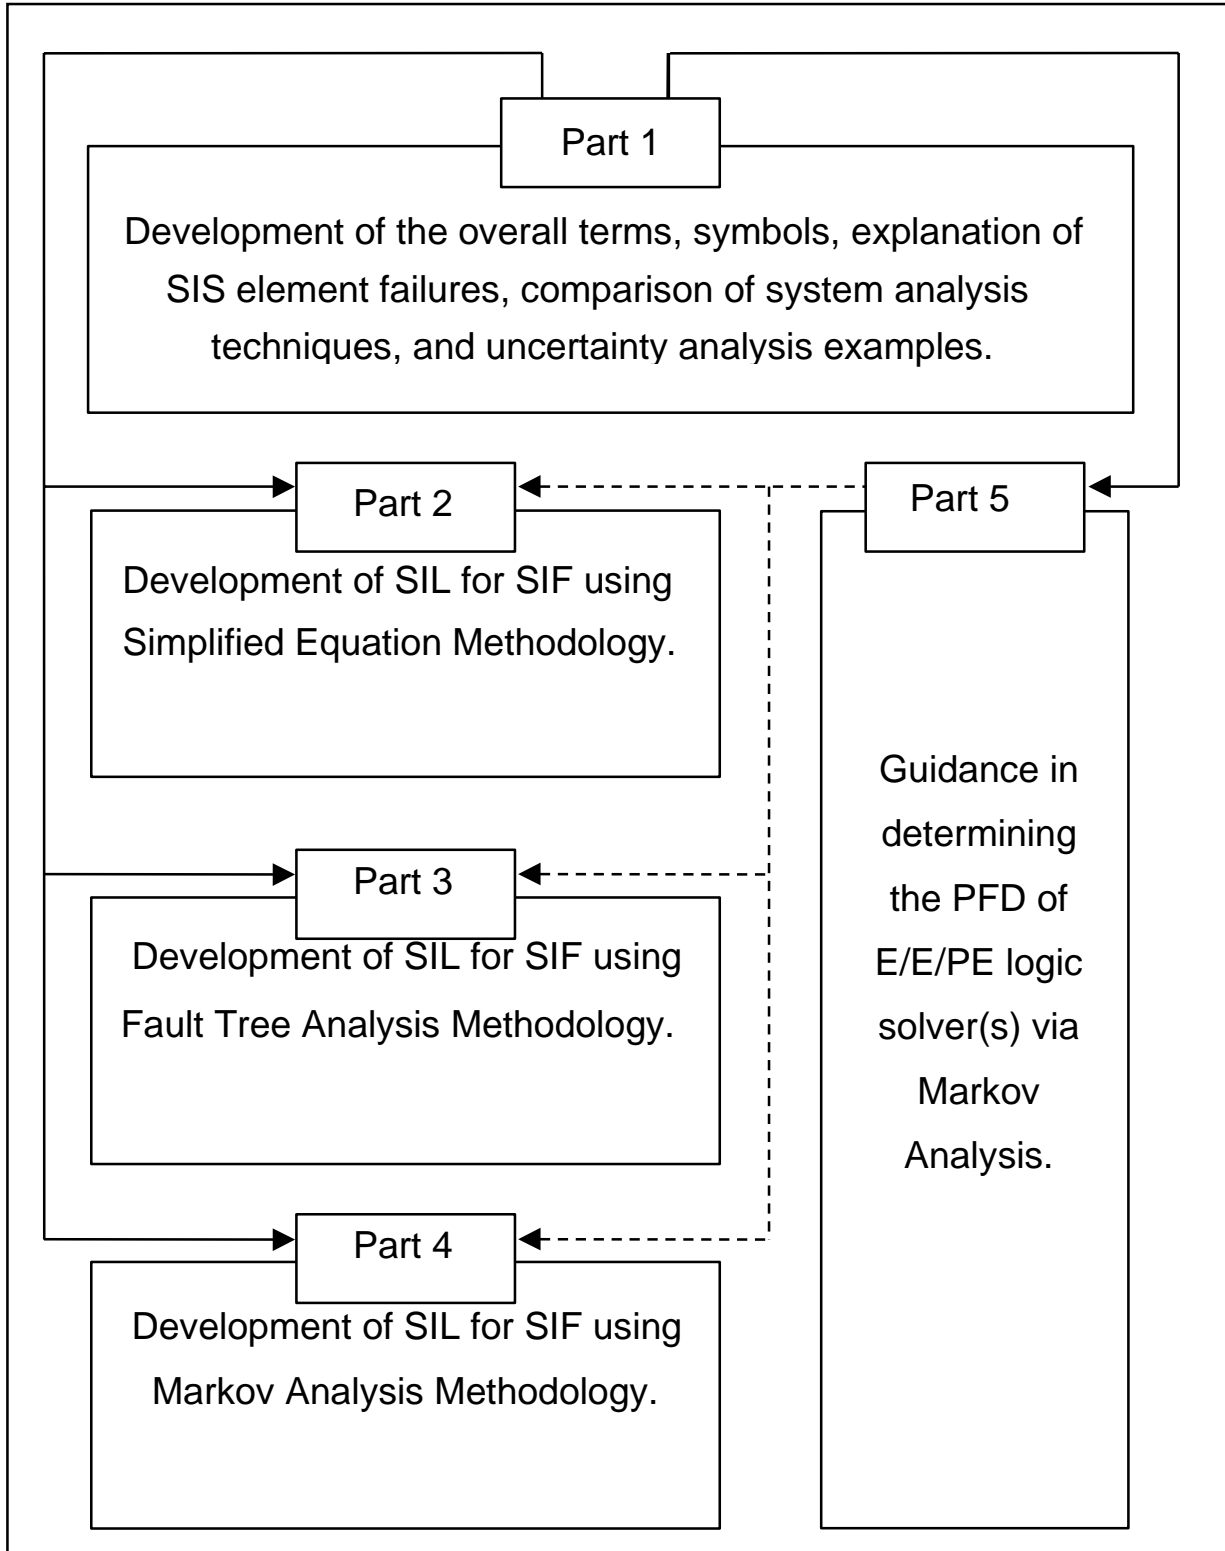 Part 1
Development of the overall terms, symbols, explanation of
SIS element failures, comparison of system analysis
techniques, and uncertainty analysis examples.
Part 2
Development of SIL for SIF using
Simplified Equation Methodology.
Part 3
Development of SIL for SIF using
Fault Tree Analysis Methodology.
Part 4
Development of SIL for SIF using
Markov Analysis Methodology.
Part 5
Guidance in
determining
the PFD of
E/E/PE logic
solver(s) via
Markov
Analysis.